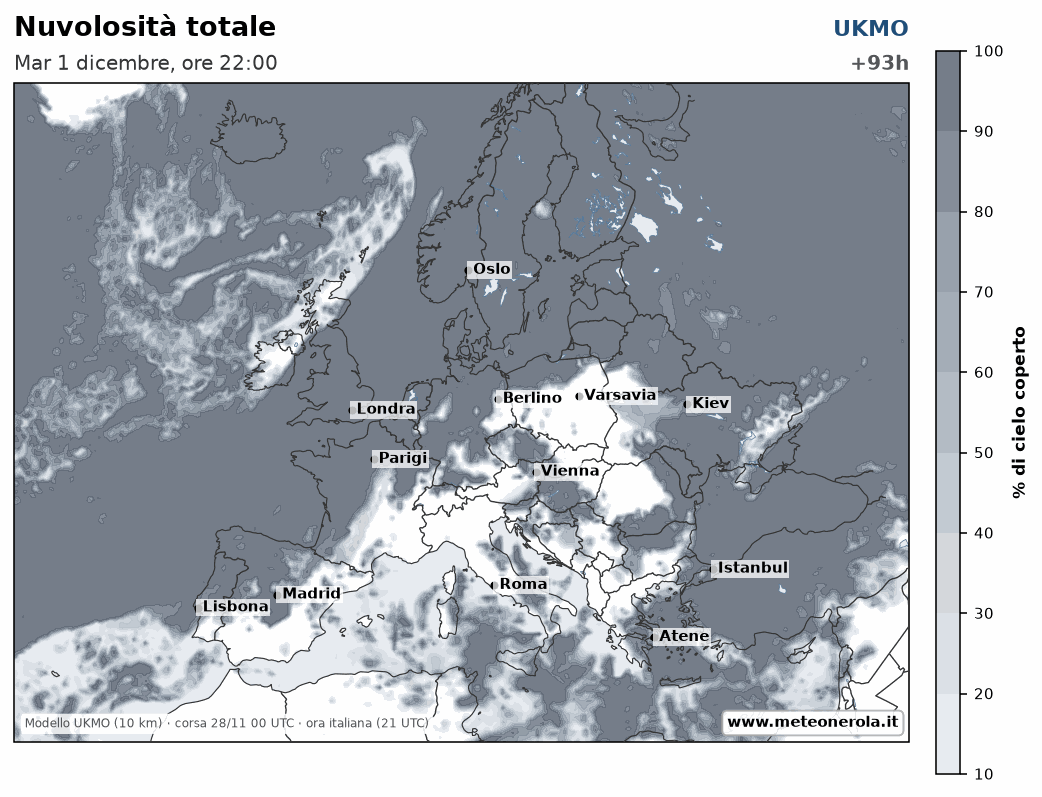 Nuvolosità totale
UKMO
Mar 1 dicembre, ore 22:00
+93h
100
90
80
70
60
50
40
30
20
10
% di cielo coperto
Oslo
Berlino
Varsavia
Kiev
Londra
Parigi
Vienna
Istanbul
Roma
Madrid
Lisbona
Atene
Modello UKMO (10 km) · corsa 28/11 00 UTC · ora italiana (21 UTC)
www.meteonerola.it